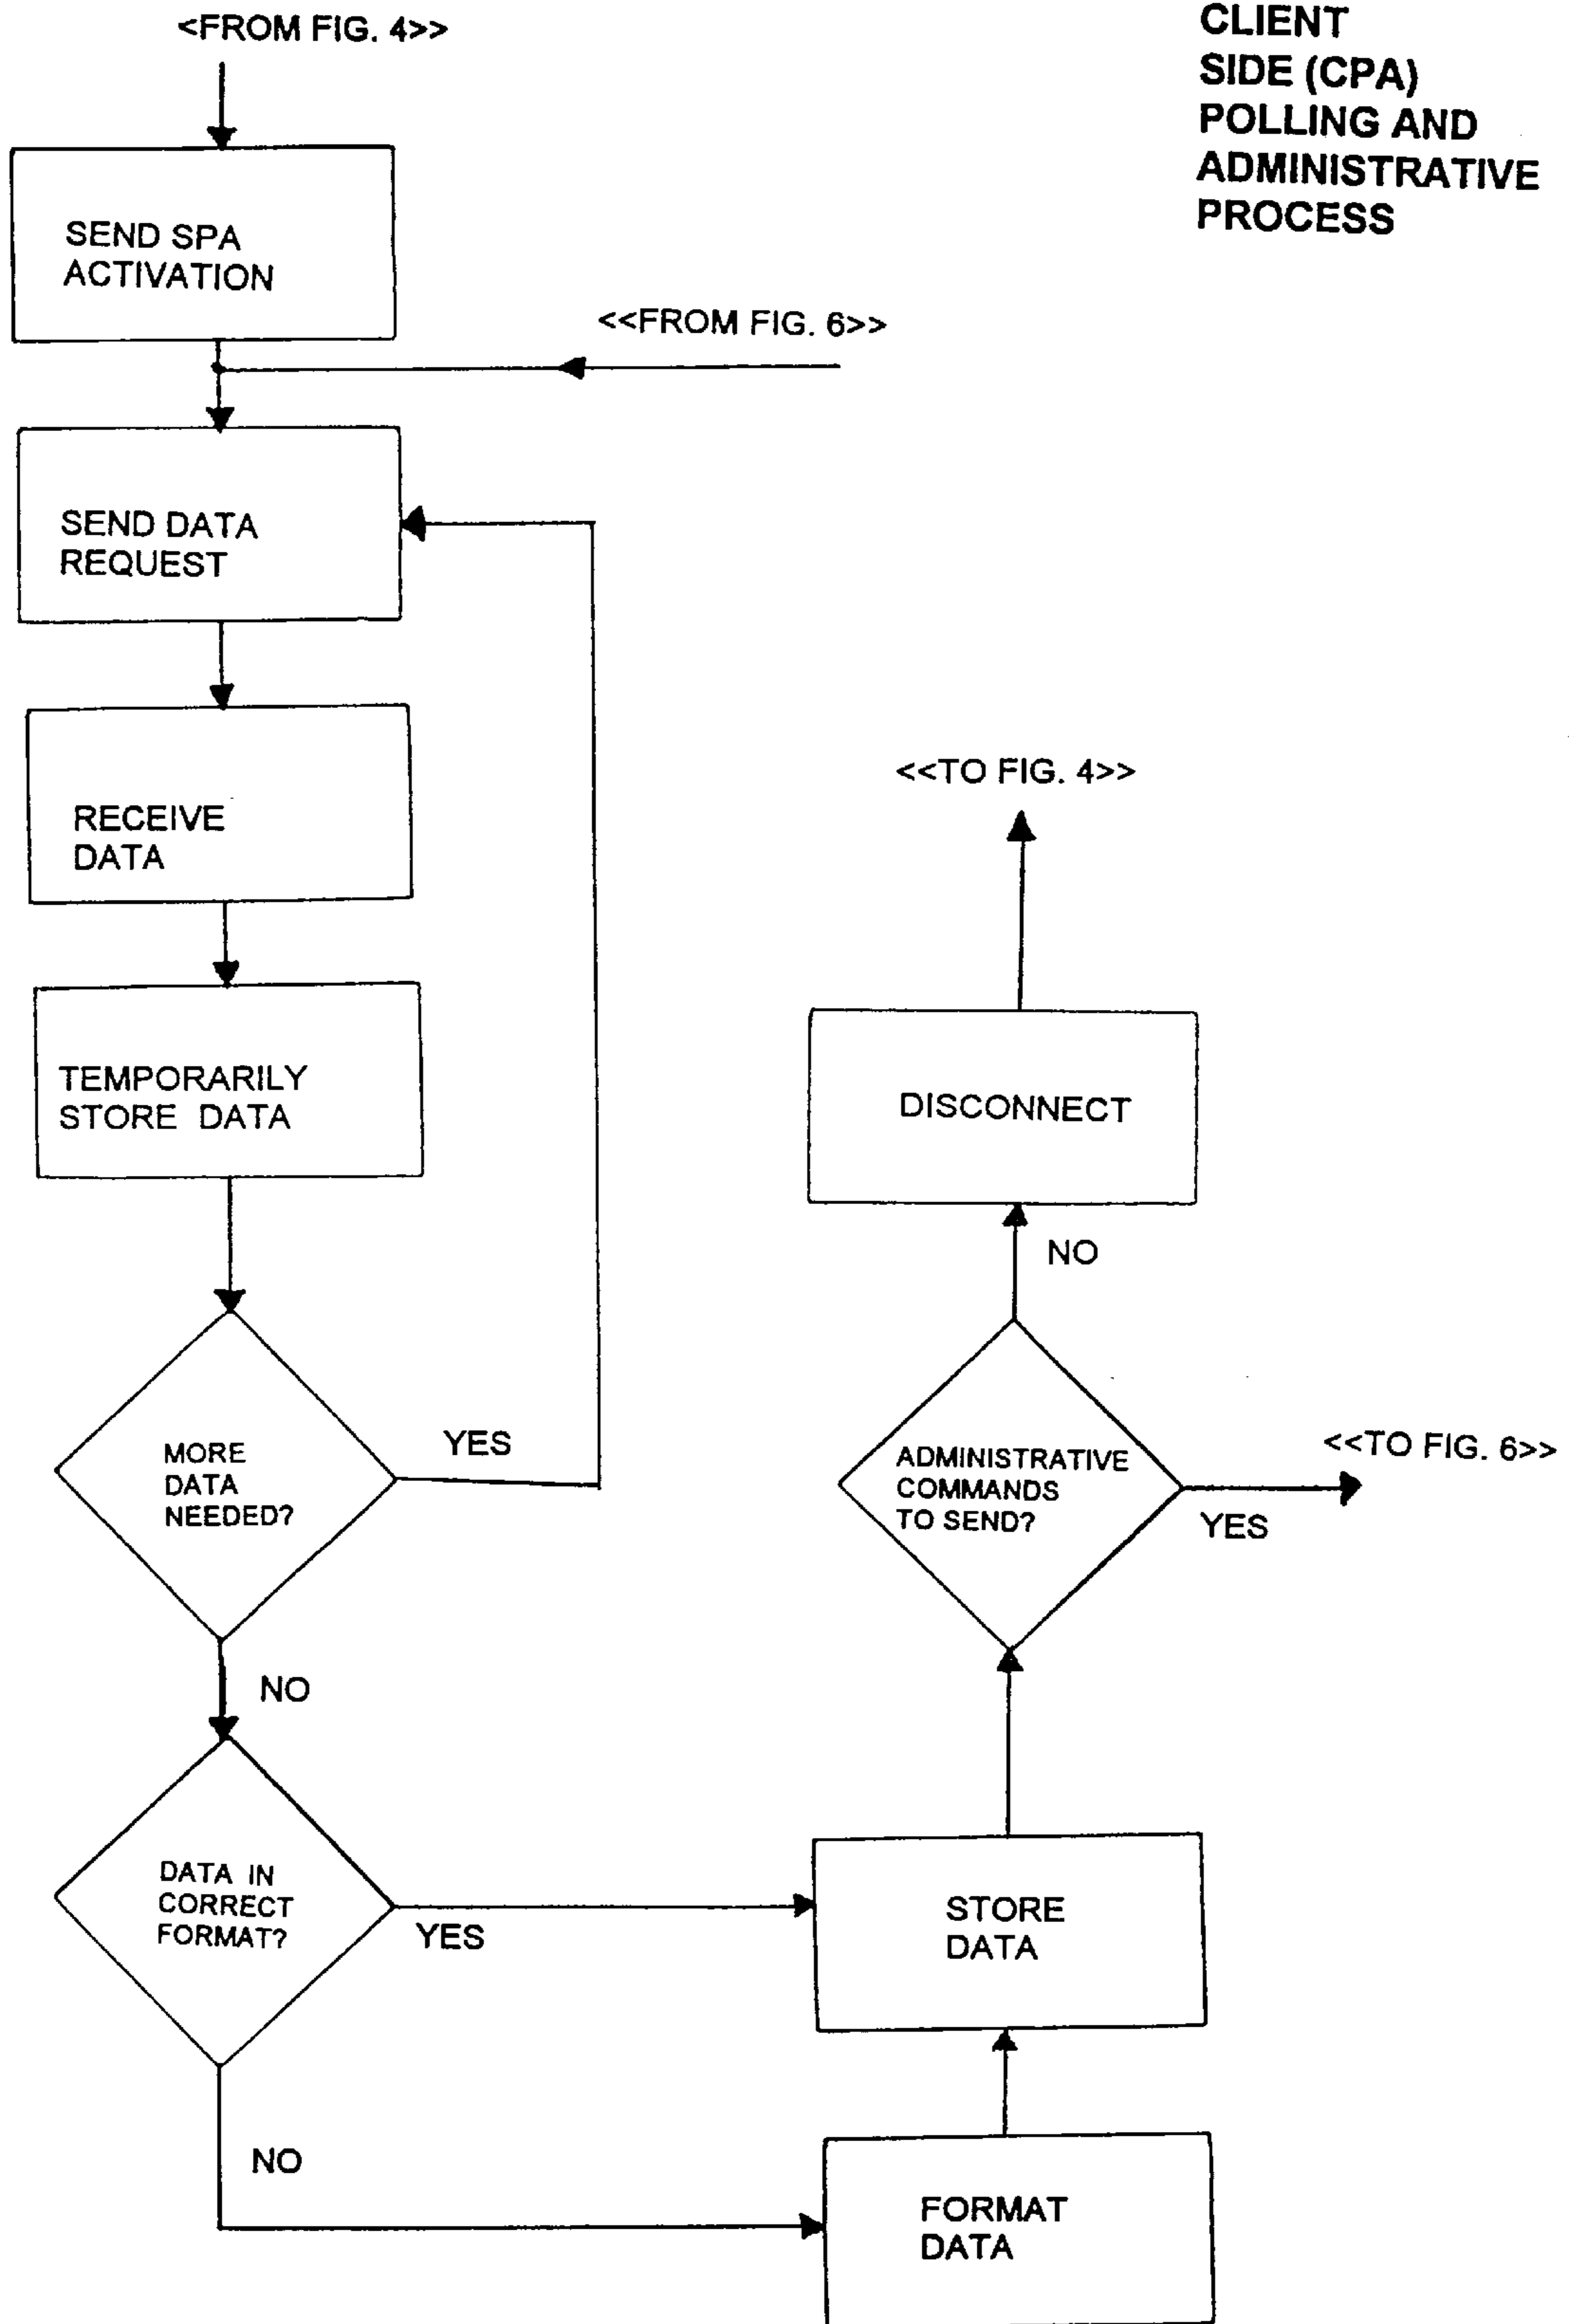 <FROM FIG. 4>>
CLIENT
SIDE (CPA)
POLLING AND
ADMINISTRATIVE
PROCESS
SEND SPA
ACTIVATION
<<FROM FIG. 6>>
SEND DATA
REQUEST
RECEIVE
DATA
TEMPORARILY
STORE DATA
MORE
DATA
NEEDED?
YES
NO
DATA IN
CORRECT
FORMAT?
YES
NO
<<TO FIG. 4>>
DISCONNECT
NO
ADMINISTRATIVE
COMMANDS
TO SEND?
<<TO FIG. 6>>
YES
STORE
DATA
FORMAT
DATA